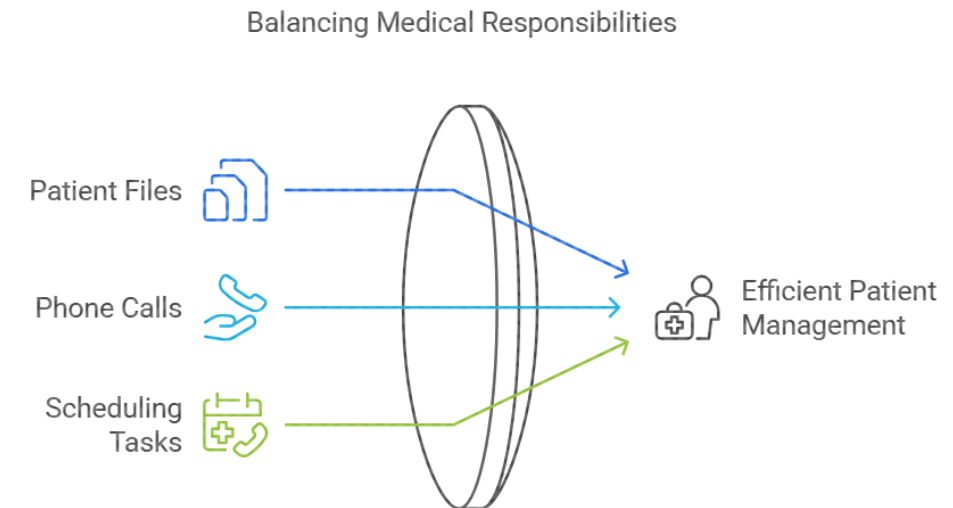 Balancing Medical Responsibilities
Patient Files
Phone Calls
Scheduling
Tasks
Efficient Patient
Management